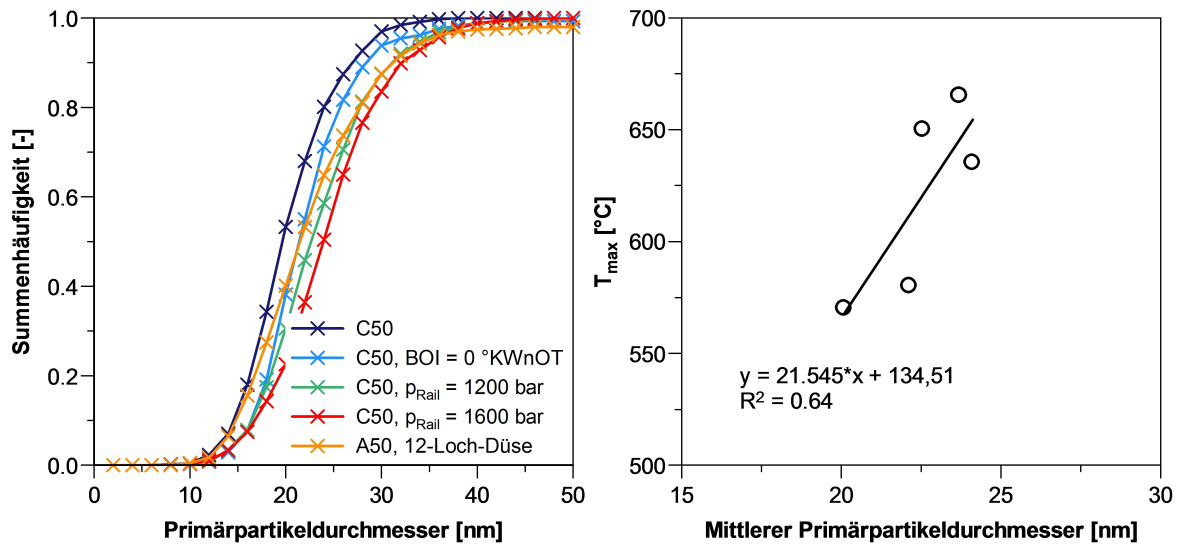 1.0
0.8
0.6
0.4
0.2
0.0
Summenhäufigkeit [-]
C50
C50, BOI = 0 °KWnOT
C50, pRail = 1200 bar
C50, pRail = 1600 bar
A50, 12-Loch-Düse
0 10 20 30 40 50
Primärpartikeldurchmesser [nm]
700
650
600
550
500
Tmax [°C]
y = 21.545*x + 134,51
R² = 0.64
15 20 25 30
Mittlerer Primärpartikeldurchmesser [nm]